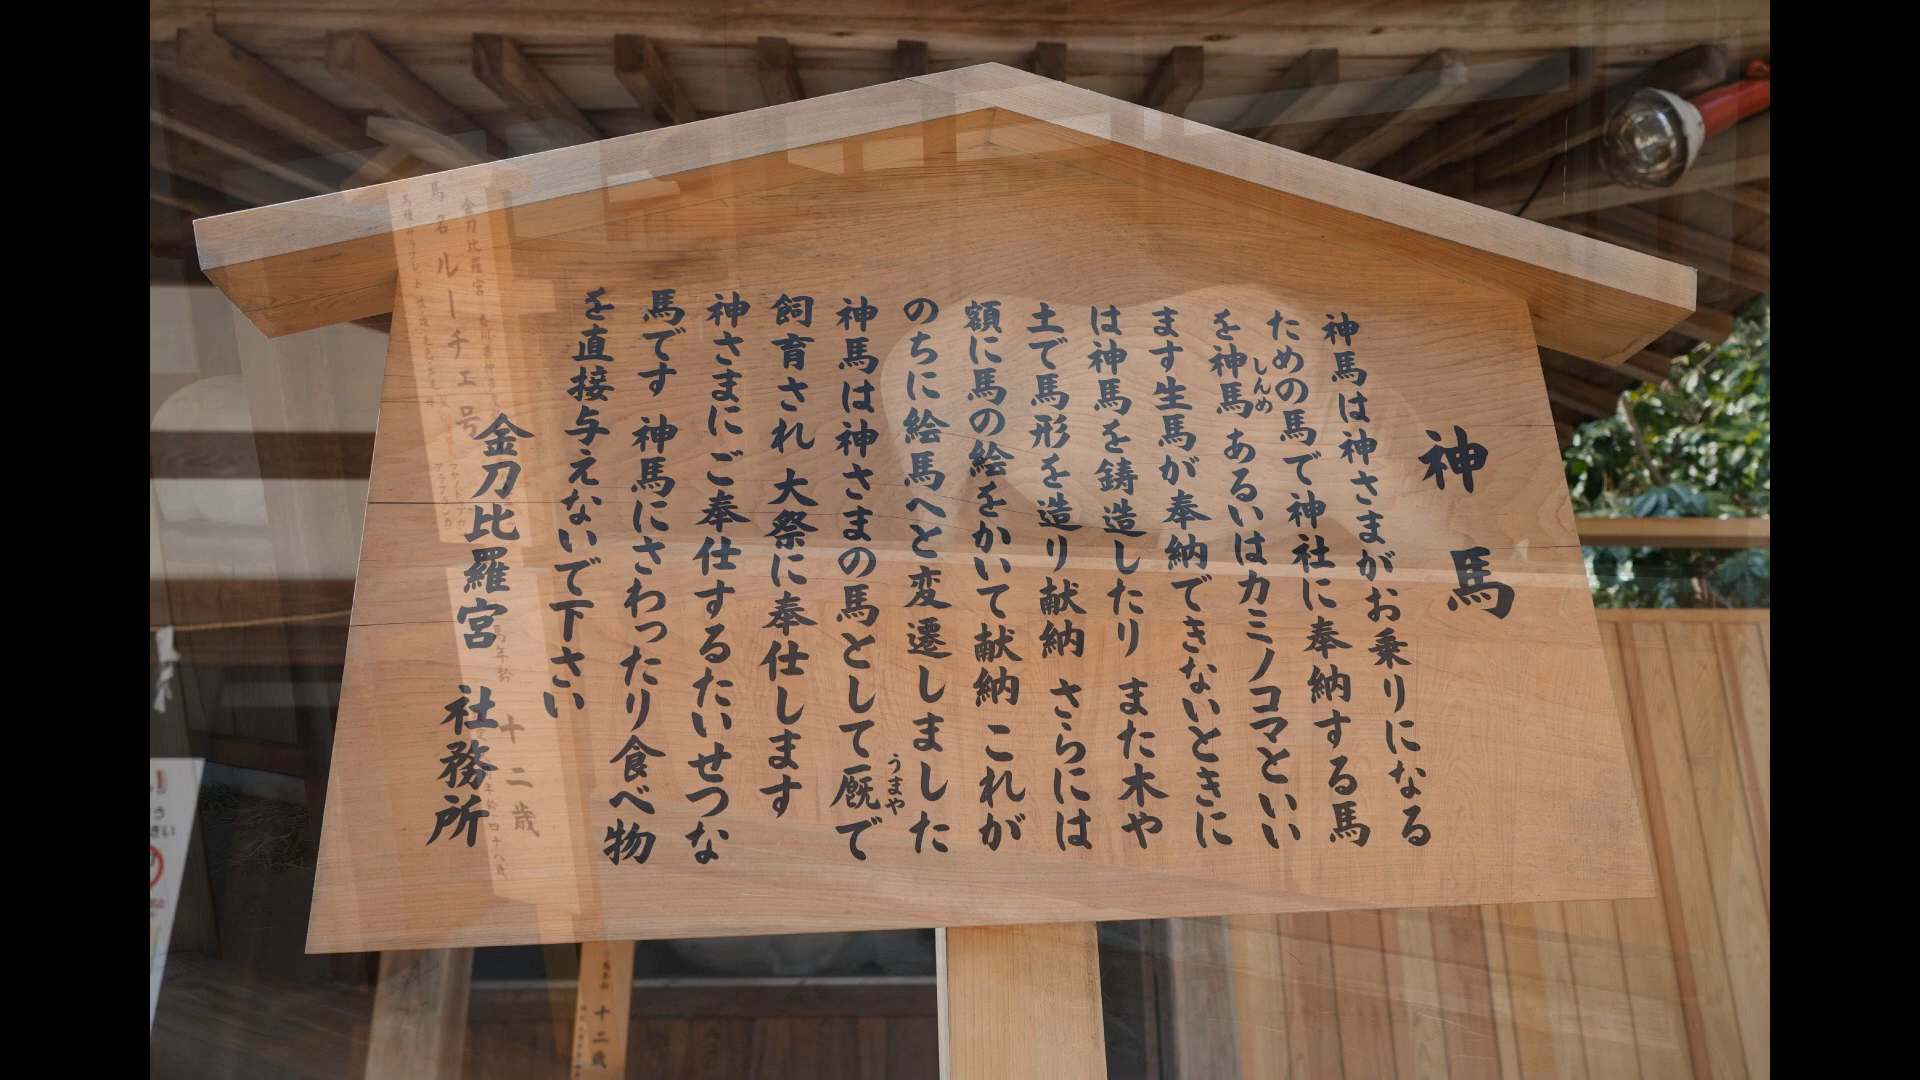 神馬
神馬は神さまがお乗りになる
ための馬で神社に奉納する馬
を神馬 あるいはカミノコマといい
しんめ
ます生馬が奉納できないときに
は神馬を鋳造したり また木や
土で馬形を造り献納 さらには
額に馬の絵をかいて献納 これが
のちに絵馬へと変遷しました
神馬は神さまの馬として厩で
うまや
飼育され 大祭に奉仕します
神さまにご奉仕するたいせつな
馬です 神馬にさわったり食べ物
を直接与えないで下さい
金刀比羅宮 社務所
金刀比羅宮
馬名 ルーチェ号
馬年齢 十二歳
十二歳